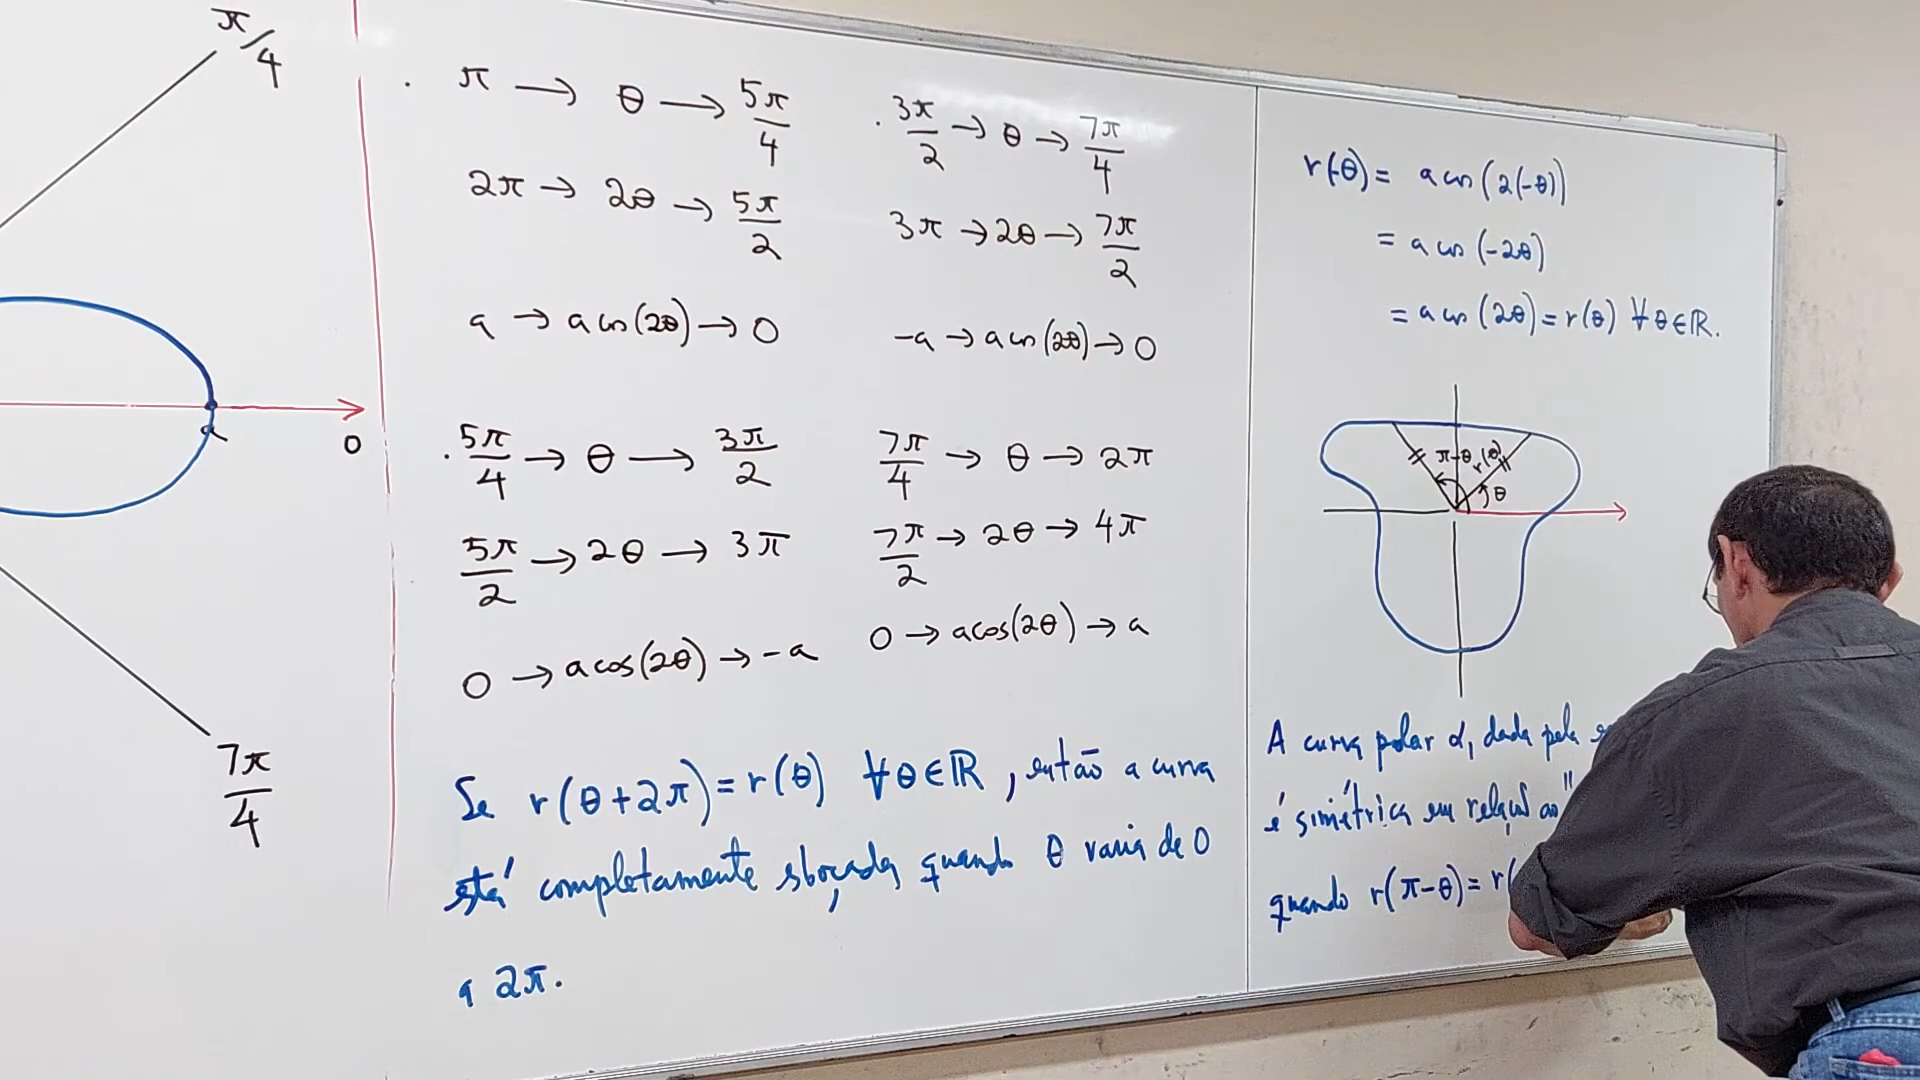 π/4
a
0
7π/4
. π → θ → 5π/4
2π → 2θ → 5π/2
a → a cos(2θ) → 0
. 5π/4 → θ → 3π/2
5π/2 → 2θ → 3π
0 → a cos(2θ) → -a
. 3π/2 → θ → 7π/4
3π → 2θ → 7π/2
-a → a cos(2θ) → 0
7π/4 → θ → 2π
7π/2 → 2θ → 4π
0 → a cos(2θ) → a
Se r(θ+2π) = r(θ) ∀ θ ∈ ℝ, então a curva
está completamente esboçada quando θ varia de 0
a 2π.
r(-θ) = a cos(2(-θ))
= a cos(-2θ)
= a cos(2θ) = r(θ) ∀ θ ∈ ℝ.
π-θ r(θ)
θ
A curva polar α, dada pela
é simétrica em relação ao "
quando r(π-θ) = r(